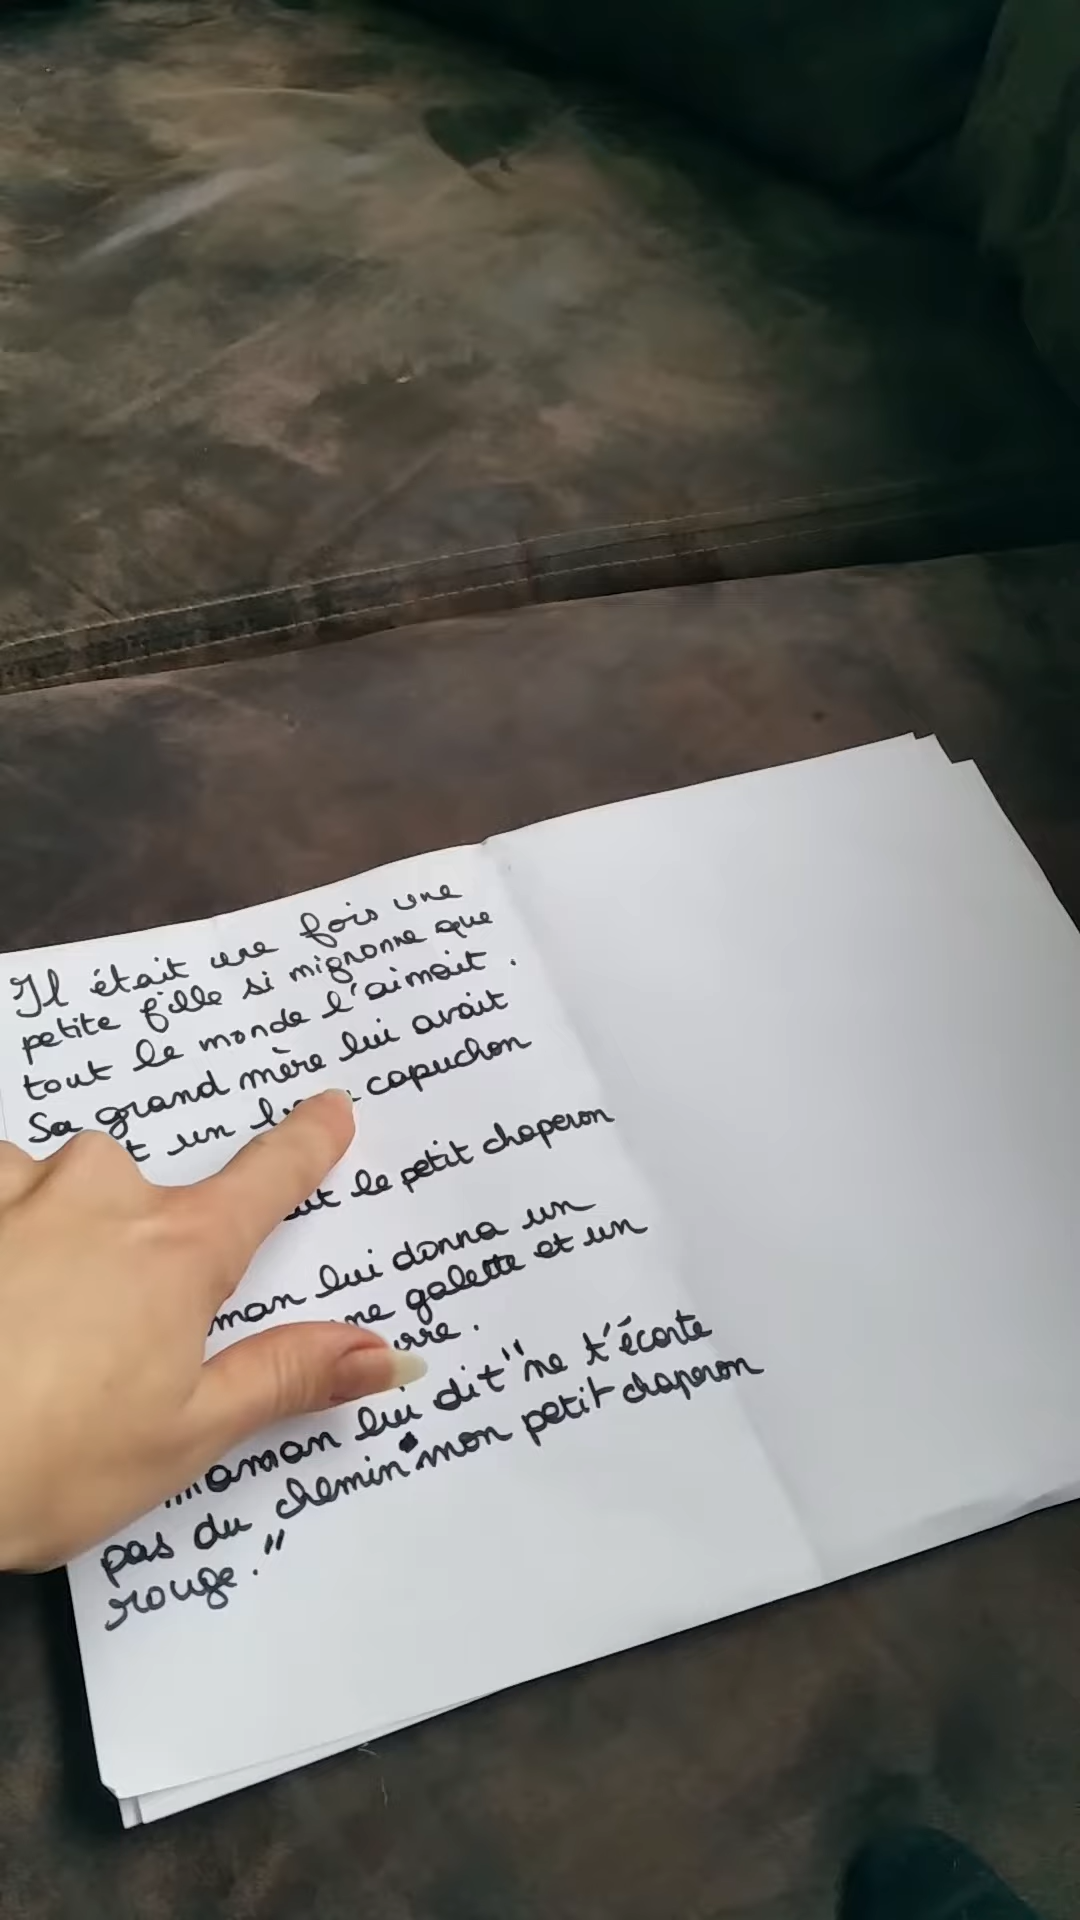 Il était une fois une
petite fille si mignonne que
tout le monde l'aimait.
Sa grand mère lui avait
un capuchon
le petit chaperon
lui donna un
galette et un
maman lui dit "ne t'écarte
pas du chemin mon petit chaperon
rouge."